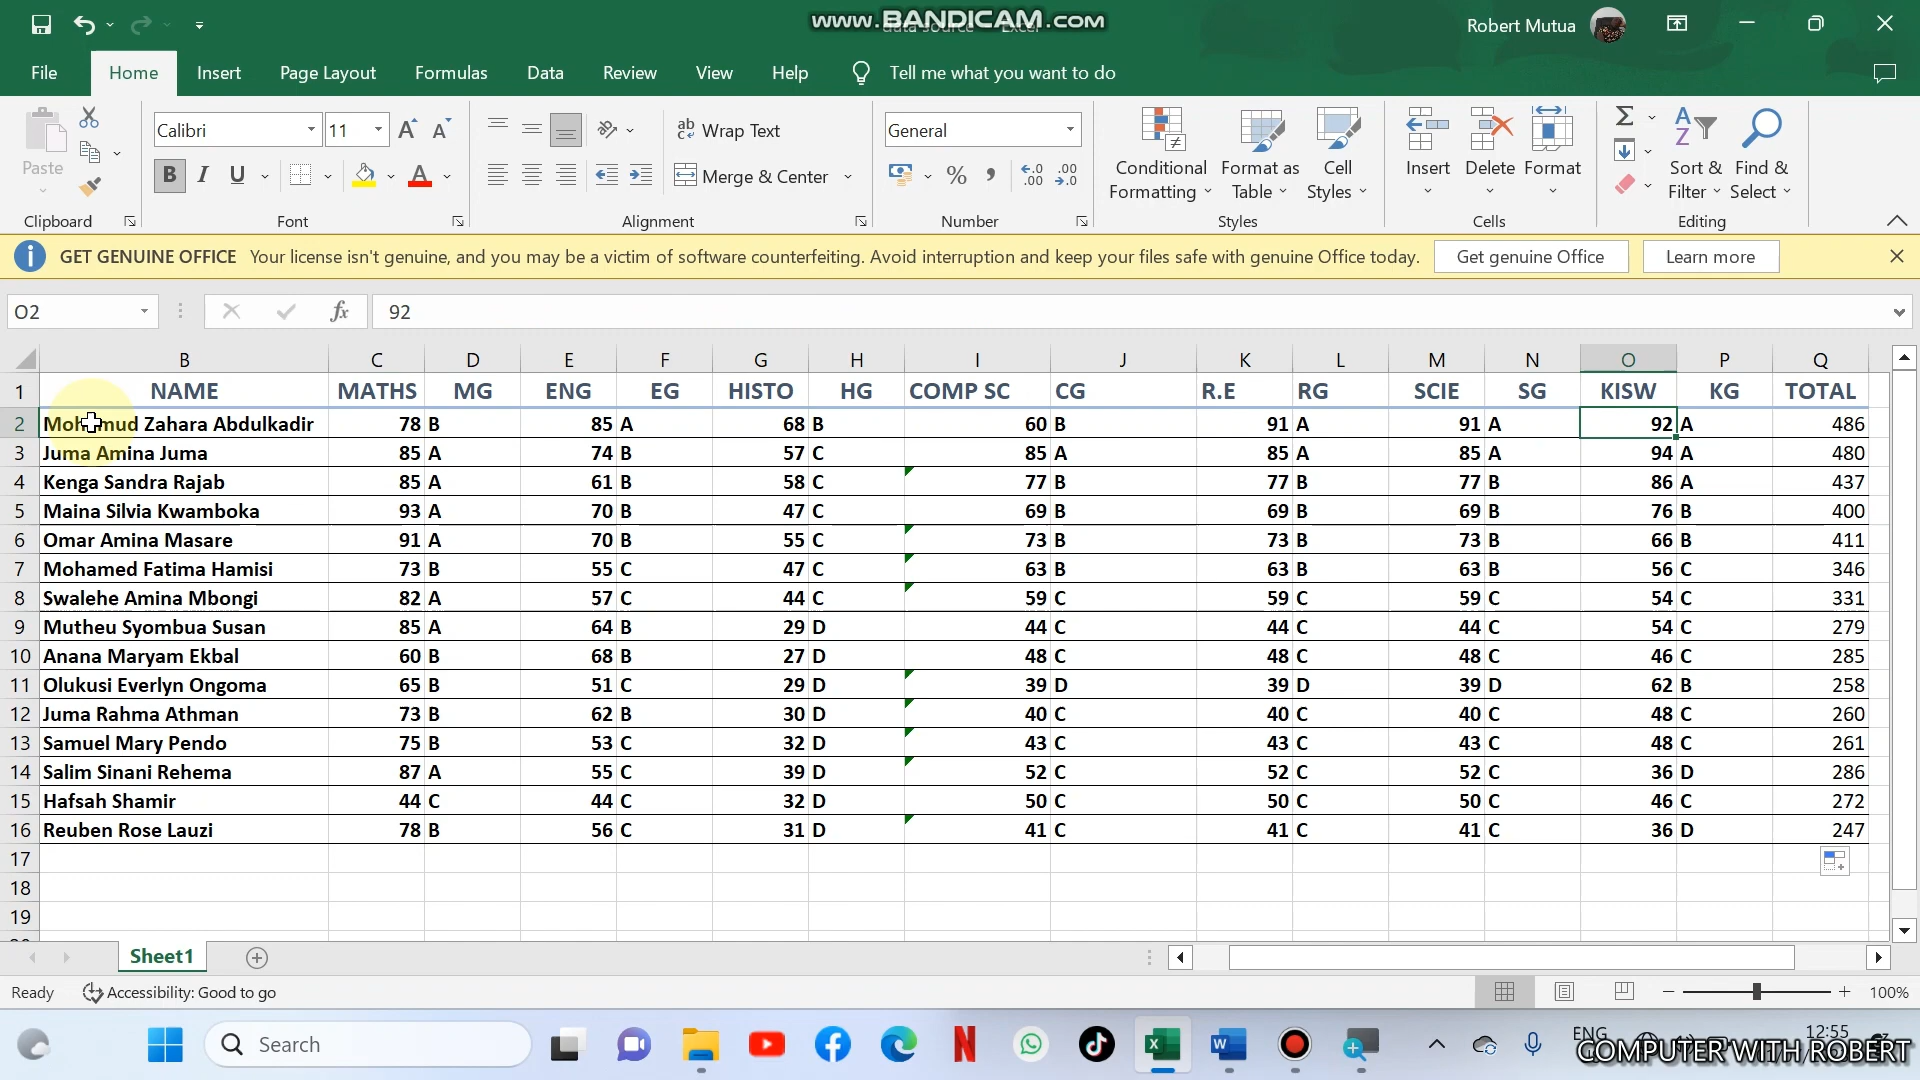 www.BANDICAM.com
Robert Mutua
File Home Insert Page Layout Formulas Data Review View Help Tell me what you want to do
Paste
Clipboard
Calibri 11
B I U
Font
Wrap Text
Merge & Center
Alignment
General
Number
Conditional Formatting
Format as Table
Cell Styles
Styles
Insert Delete Format
Cells
Sort & Filter
Find & Select
Editing
GET GENUINE OFFICE Your license isn't genuine, and you may be a victim of software counterfeiting. Avoid interruption and keep your files safe with genuine Office today. Get genuine Office Learn more
O2 fx 92
B C D E F G H I J K L M N O P Q
1 NAME MATHS MG ENG EG HISTO HG COMP SC CG R.E RG SCIE SG KISW KG TOTAL
2 Mohamud Zahara Abdulkadir 78 B 85 A 68 B 60 B 91 A 91 A 92 A 486
3 Juma Amina Juma 85 A 74 B 57 C 85 A 85 A 85 A 94 A 480
4 Kenga Sandra Rajab 85 A 61 B 58 C 77 B 77 B 77 B 86 A 437
5 Maina Silvia Kwamboka 93 A 70 B 47 C 69 B 69 B 69 B 76 B 400
6 Omar Amina Masare 91 A 70 B 55 C 73 B 73 B 73 B 66 B 411
7 Mohamed Fatima Hamisi 73 B 55 C 47 C 63 B 63 B 63 B 56 C 346
8 Swalehe Amina Mbongi 82 A 57 C 44 C 59 C 59 C 59 C 54 C 331
9 Mutheu Syombua Susan 85 A 64 B 29 D 44 C 44 C 44 C 54 C 279
10 Anana Maryam Ekbal 60 B 68 B 27 D 48 C 48 C 48 C 46 C 285
11 Olukusi Everlyn Ongoma 65 B 51 C 29 D 39 D 39 D 39 D 62 B 258
12 Juma Rahma Athman 73 B 62 B 30 D 40 C 40 C 40 C 48 C 260
13 Samuel Mary Pendo 75 B 53 C 32 D 43 C 43 C 43 C 48 C 261
14 Salim Sinani Rehema 87 A 55 C 39 D 52 C 52 C 52 C 36 D 286
15 Hafsah Shamir 44 C 44 C 32 D 50 C 50 C 50 C 46 C 272
16 Reuben Rose Lauzi 78 B 56 C 31 D 41 C 41 C 41 C 36 D 247
17
18
19
Sheet1
Ready Accessibility: Good to go 100%
Search ENG 12:55
COMPUTER WITH ROBERT